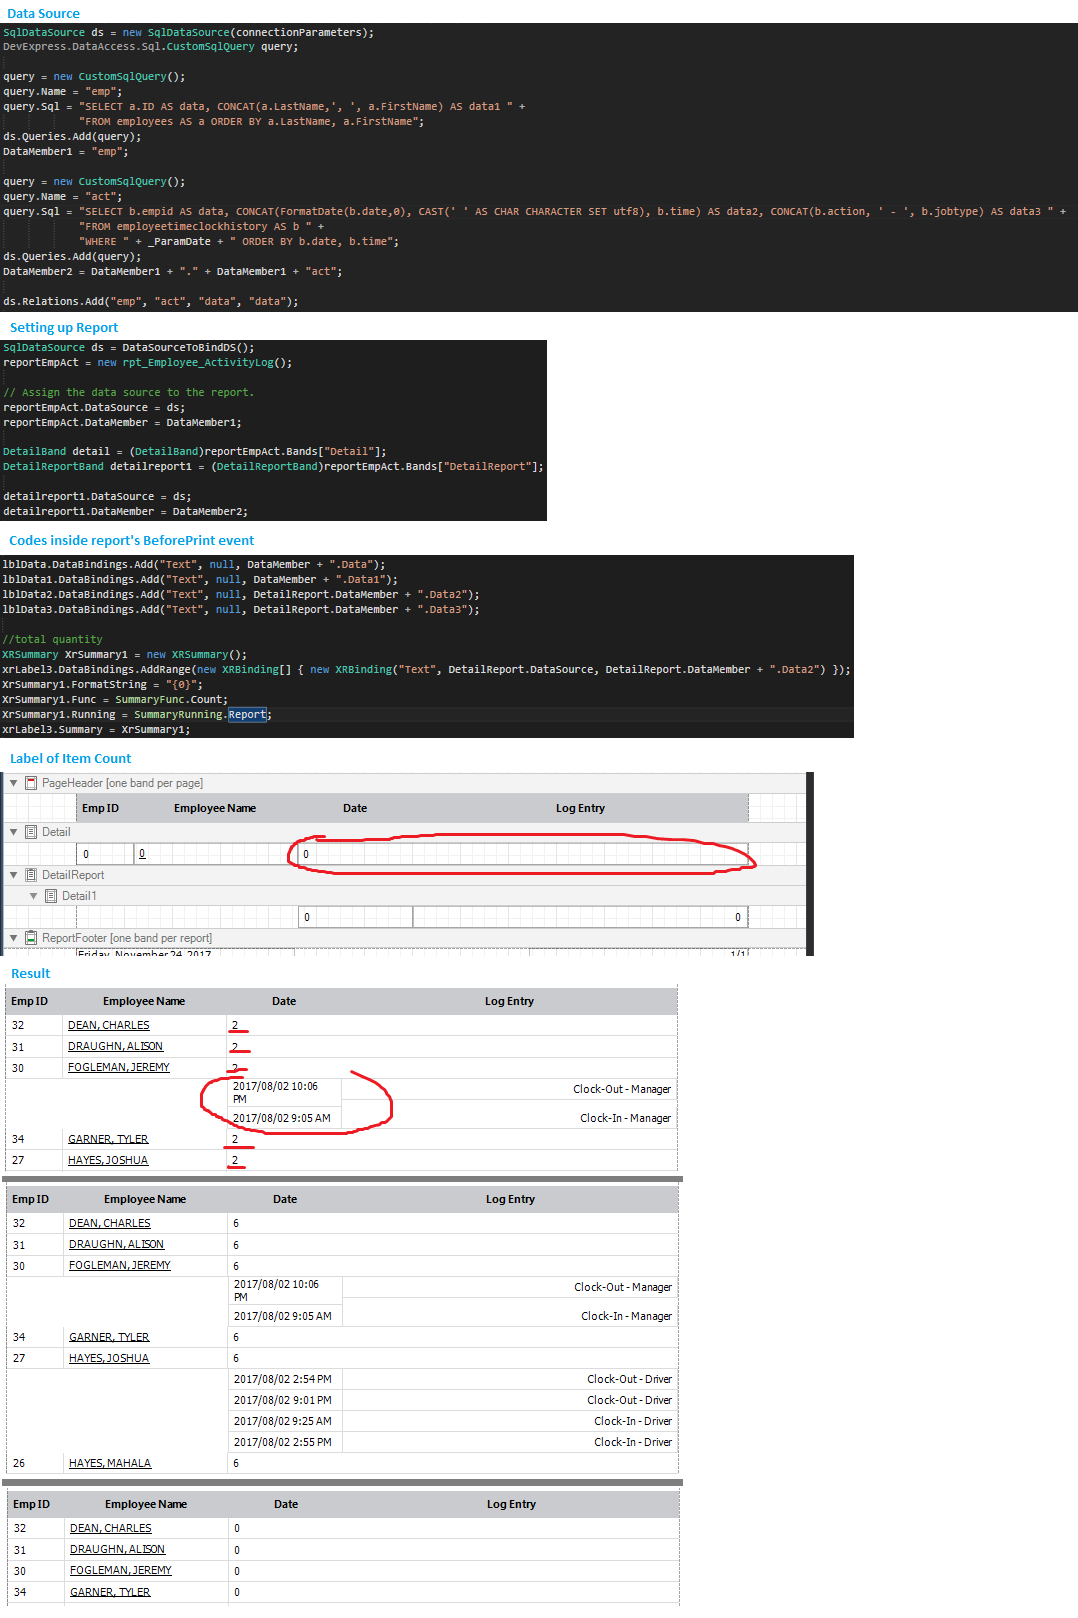 Data Source
SqlDataSource ds = new SqlDataSource(connectionParameters);
DevExpress.DataAccess.Sql.CustomSqlQuery query;
query = new CustomSqlQuery();
query.Name = "emp";
query.Sql = "SELECT a.ID AS data, CONCAT(a.LastName,', ', a.FirstName) AS data1 " +
"FROM employees AS a ORDER BY a.LastName, a.FirstName";
ds.Queries.Add(query);
DataMember1 = "emp";
query = new CustomSqlQuery();
query.Name = "act";
query.Sql = "SELECT b.empid AS data, CONCAT(FormatDate(b.date,0), CAST(' ' AS CHAR CHARACTER SET utf8), b.time) AS data2, CONCAT(b.action, ' - ', b.jobtype) AS data3 " +
"FROM employeetimeclockhistory AS b " +
"WHERE " + _ParamDate + " ORDER BY b.date, b.time";
ds.Queries.Add(query);
DataMember2 = DataMember1 + "." + DataMember1 + "act";
ds.Relations.Add("emp", "act", "data", "data");
Setting up Report
SqlDataSource ds = DataSourceToBindDS();
reportEmpAct = new rpt_Employee_ActivityLog();
// Assign the data source to the report.
reportEmpAct.DataSource = ds;
reportEmpAct.DataMember = DataMember1;
DetailBand detail = (DetailBand)reportEmpAct.Bands["Detail"];
DetailReportBand detailreport1 = (DetailReportBand)reportEmpAct.Bands["DetailReport"];
detailreport1.DataSource = ds;
detailreport1.DataMember = DataMember2;
Codes inside report's BeforePrint event
lblData.DataBindings.Add("Text", null, DataMember + ".Data");
lblData1.DataBindings.Add("Text", null, DataMember + ".Data1");
lblData2.DataBindings.Add("Text", null, DetailReport.DataMember + ".Data2");
lblData3.DataBindings.Add("Text", null, DetailReport.DataMember + ".Data3");
//total quantity
XRSummary XrSummary1 = new XRSummary();
xrLabel3.DataBindings.AddRange(new XRBinding[] { new XRBinding("Text", DetailReport.DataSource, DetailReport.DataMember + ".Data2") });
XrSummary1.FormatString = "{0}";
XrSummary1.Func = SummaryFunc.Count;
XrSummary1.Running = SummaryRunning.Report;
xrLabel3.Summary = XrSummary1;
Label of Item Count
PageHeader [one band per page]
Emp ID Employee Name Date Log Entry
Detail
0 0 0
DetailReport
Detail1
0 0
ReportFooter [one band per report]
Friday, November 24, 2017 1/1
Result
Emp ID Employee Name Date Log Entry
32 DEAN, CHARLES 2
31 DRAUGHN, ALISON 2
30 FOGLEMAN, JEREMY 2
2017/08/02 10:06 PM Clock-Out - Manager
2017/08/02 9:05 AM Clock-In - Manager
34 GARNER, TYLER 2
27 HAYES, JOSHUA 2
Emp ID Employee Name Date Log Entry
32 DEAN, CHARLES 6
31 DRAUGHN, ALISON 6
30 FOGLEMAN, JEREMY 6
2017/08/02 10:06 PM Clock-Out - Manager
2017/08/02 9:05 AM Clock-In - Manager
34 GARNER, TYLER 6
27 HAYES, JOSHUA 6
2017/08/02 2:54 PM Clock-Out - Driver
2017/08/02 9:01 PM Clock-Out - Driver
2017/08/02 9:25 AM Clock-In - Driver
2017/08/02 2:55 PM Clock-In - Driver
26 HAYES, MAHALA 6
Emp ID Employee Name Date Log Entry
32 DEAN, CHARLES 0
31 DRAUGHN, ALISON 0
30 FOGLEMAN, JEREMY 0
34 GARNER, TYLER 0